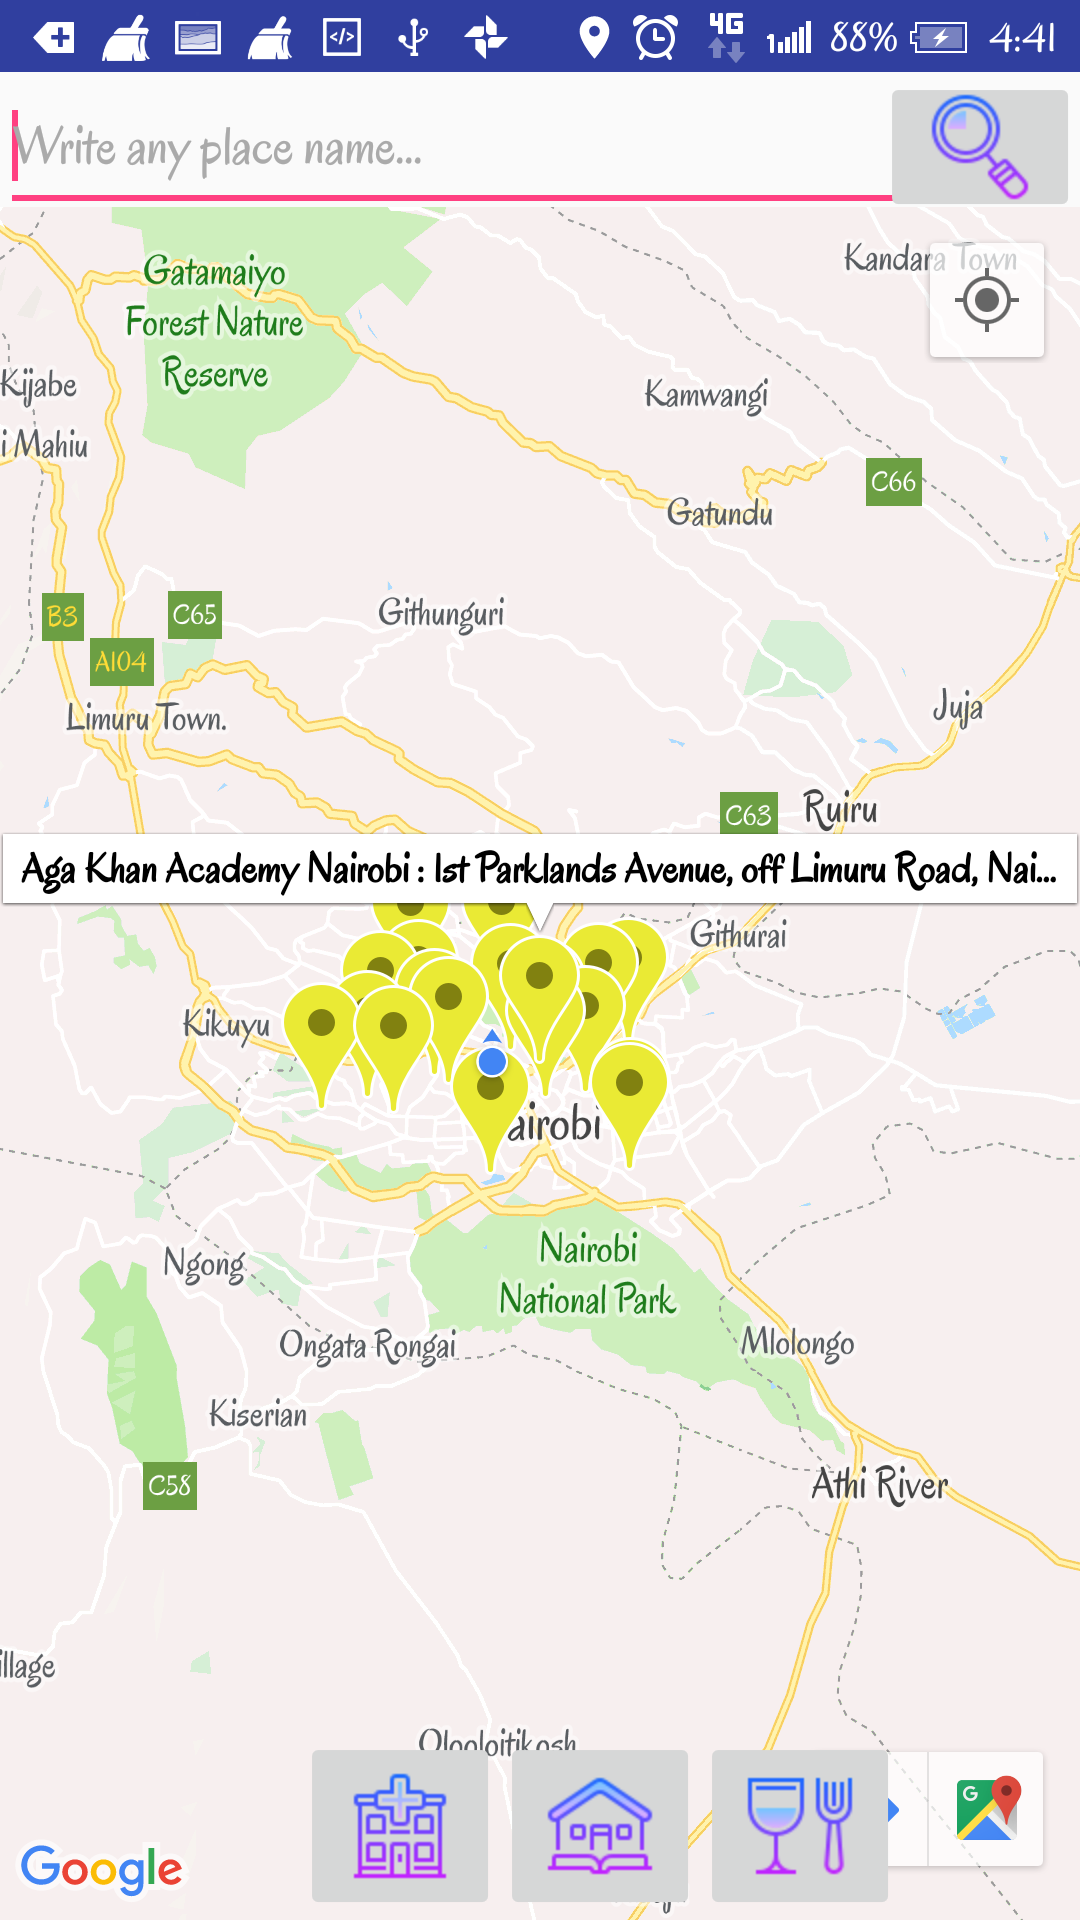 4G
88%
4:41
Write any place name...
Kandara Town
Gatamaiyo
Forest Nature
Reserve
Kijabe
Kamwangi
i Mahiu
C66
Gatundu
B3
C65
Githunguri
A104
Limuru Town.
Juja
C63
Ruiru
Aga Khan Academy Nairobi : 1st Parklands Avenue, off Limuru Road, Nai...
Githurai
Kikuyu
airobi
Nairobi
National Park
Ngong
Ongata Rongai
Mlolongo
Kiserian
C58
Athi River
illage
Olooloitikosh
G
Google